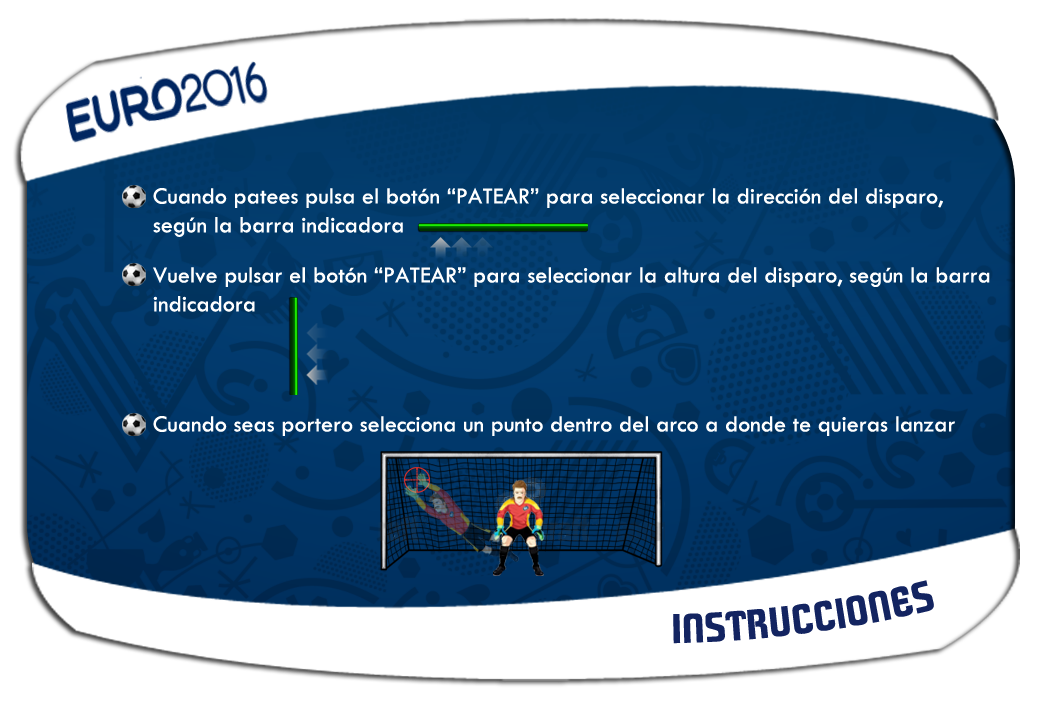 EURO2016
Cuando patees pulsa el botón “PATEAR” para seleccionar la dirección del disparo,
según la barra indicadora
Vuelve pulsar el botón “PATEAR” para seleccionar la altura del disparo, según la barra
indicadora
Cuando seas portero selecciona un punto dentro del arco a donde te quieras lanzar
INSTRUCCIONES